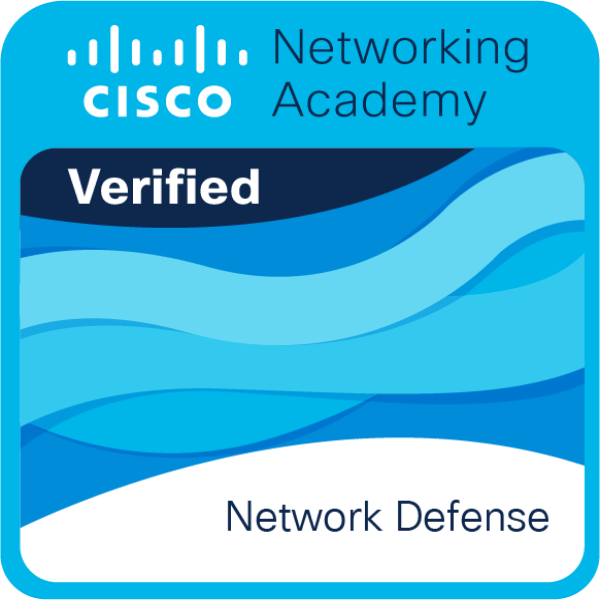 Networking
CISCO Academy
Verified
Network Defense